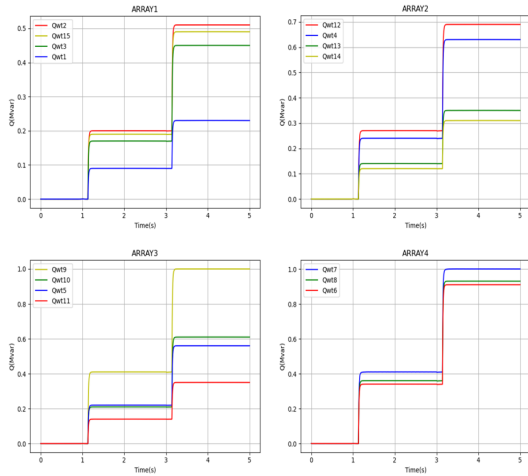 ARRAY1
Qwt2
Qwt15
Qwt3
Qwt1
Q(Mvar)
0.5
0.4
0.3
0.2
0.1
0.0
0 1 2 3 4 5
Time(s)
ARRAY2
Qwt12
Qwt4
Qwt13
Qwt14
Q(Mvar)
0.7
0.6
0.5
0.4
0.3
0.2
0.1
0.0
0 1 2 3 4 5
Time(s)
ARRAY3
Qwt9
Qwt10
Qwt5
Qwt11
Q(Mvar)
1.0
0.8
0.6
0.4
0.2
0.0
0 1 2 3 4 5
Time(s)
ARRAY4
Qwt7
Qwt8
Qwt6
Q(Mvar)
1.0
0.8
0.6
0.4
0.2
0.0
0 1 2 3 4 5
Time(s)